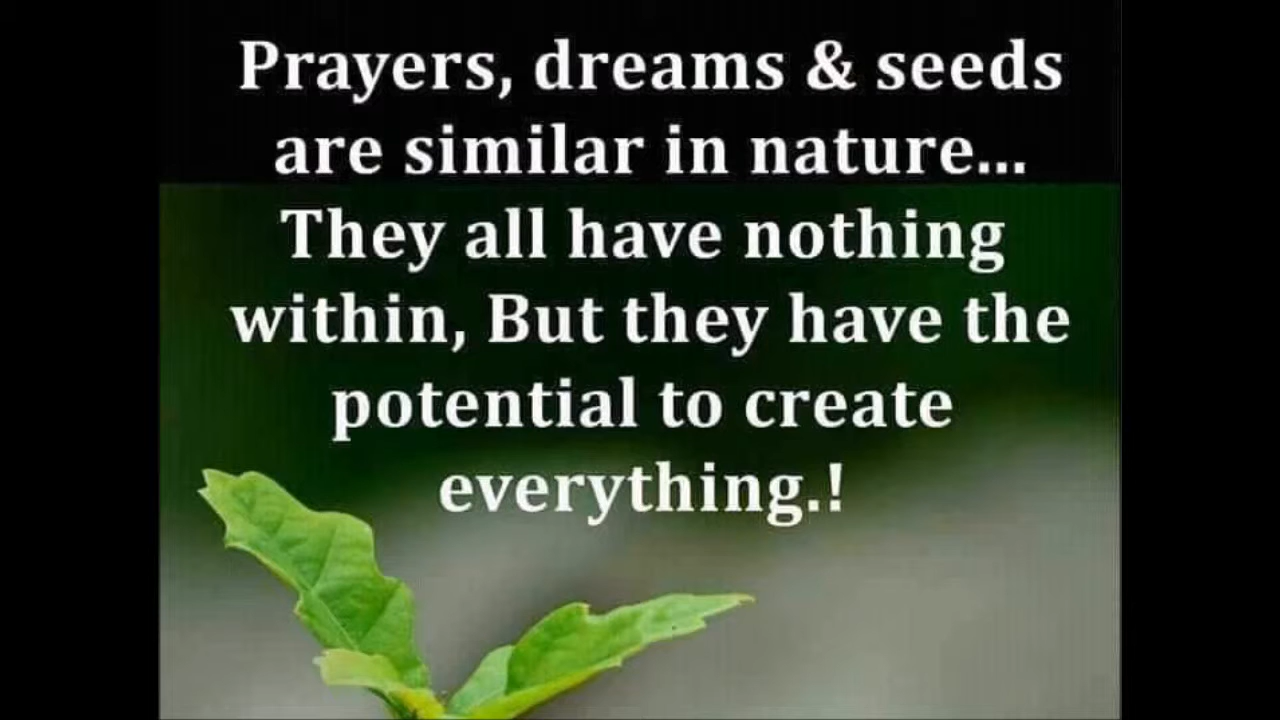 Prayers, dreams & seeds
are similar in nature...
They all have nothing
within, But they have the
potential to create
everything.!